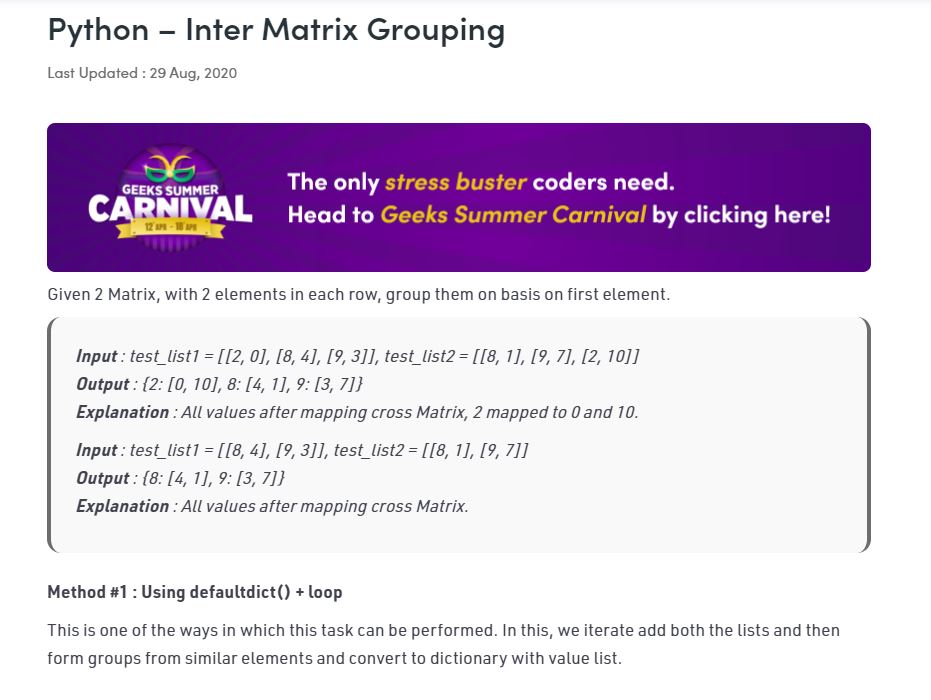 Python – Inter Matrix Grouping
Last Updated : 29 Aug, 2020
GEEKS SUMMER
CARNIVAL
12 APR - 18 APR
The only stress buster coders need.
Head to Geeks Summer Carnival by clicking here!
Given 2 Matrix, with 2 elements in each row, group them on basis on first element.
Input : test_list1 = [[2, 0], [8, 4], [9, 3]], test_list2 = [[8, 1], [9, 7], [2, 10]]
Output : {2: [0, 10], 8: [4, 1], 9: [3, 7]}
Explanation : All values after mapping cross Matrix, 2 mapped to 0 and 10.
Input : test_list1 = [[8, 4], [9, 3]], test_list2 = [[8, 1], [9, 7]]
Output : {8: [4, 1], 9: [3, 7]}
Explanation : All values after mapping cross Matrix.
Method #1 : Using defaultdict() + loop
This is one of the ways in which this task can be performed. In this, we iterate add both the lists and then
form groups from similar elements and convert to dictionary with value list.